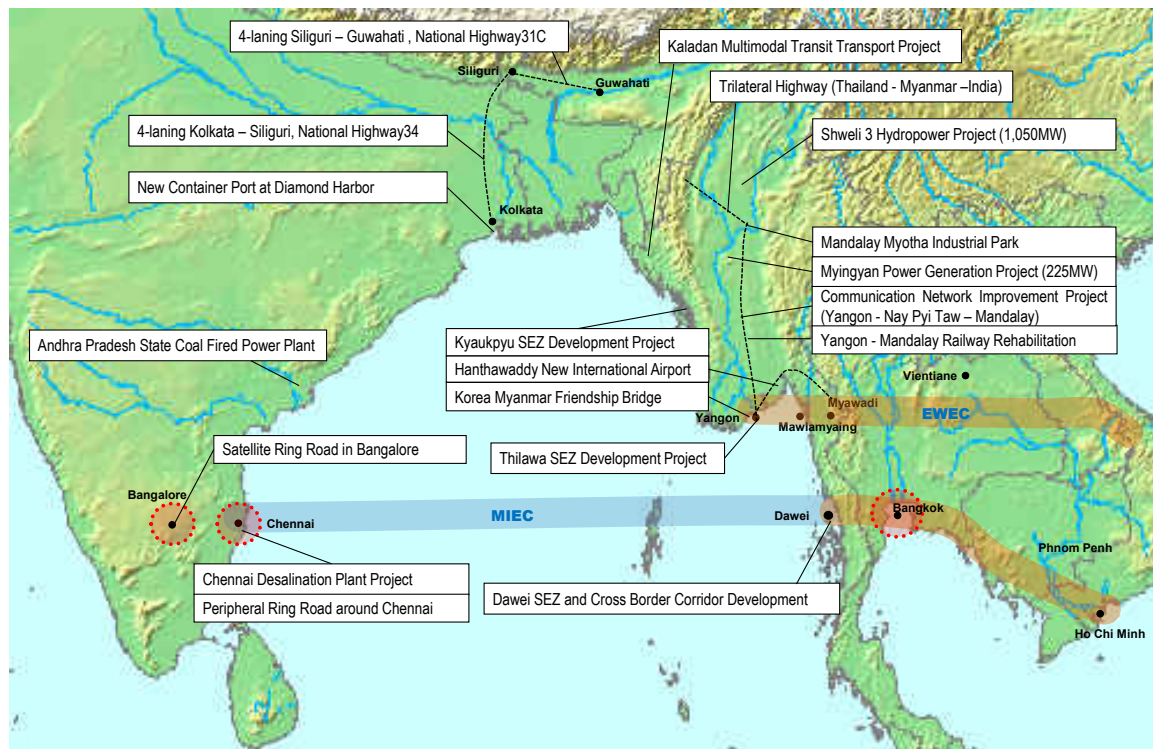 4-laning Siliguri – Guwahati , National Highway31C
Kaladan Multimodal Transit Transport Project
Siliguri
Guwahati
Trilateral Highway (Thailand - Myanmar –India)
4-laning Kolkata – Siliguri, National Highway34
Shweli 3 Hydropower Project (1,050MW)
New Container Port at Diamond Harbor
Kolkata
Mandalay Myotha Industrial Park
Myingyan Power Generation Project (225MW)
Communication Network Improvement Project
(Yangon - Nay Pyi Taw – Mandalay)
Yangon - Mandalay Railway Rehabilitation
Andhra Pradesh State Coal Fired Power Plant
Kyaukpyu SEZ Development Project
Hanthawaddy New International Airport
Korea Myanmar Friendship Bridge
Vientiane
Myawadi
Yangon
Mawlamyaing
EWEC
Satellite Ring Road in Bangalore
Thilawa SEZ Development Project
Bangalore
Chennai
MIEC
Dawei
Bangkok
Phnom Penh
Chennai Desalination Plant Project
Peripheral Ring Road around Chennai
Dawei SEZ and Cross Border Corridor Development
Ho Chi Minh